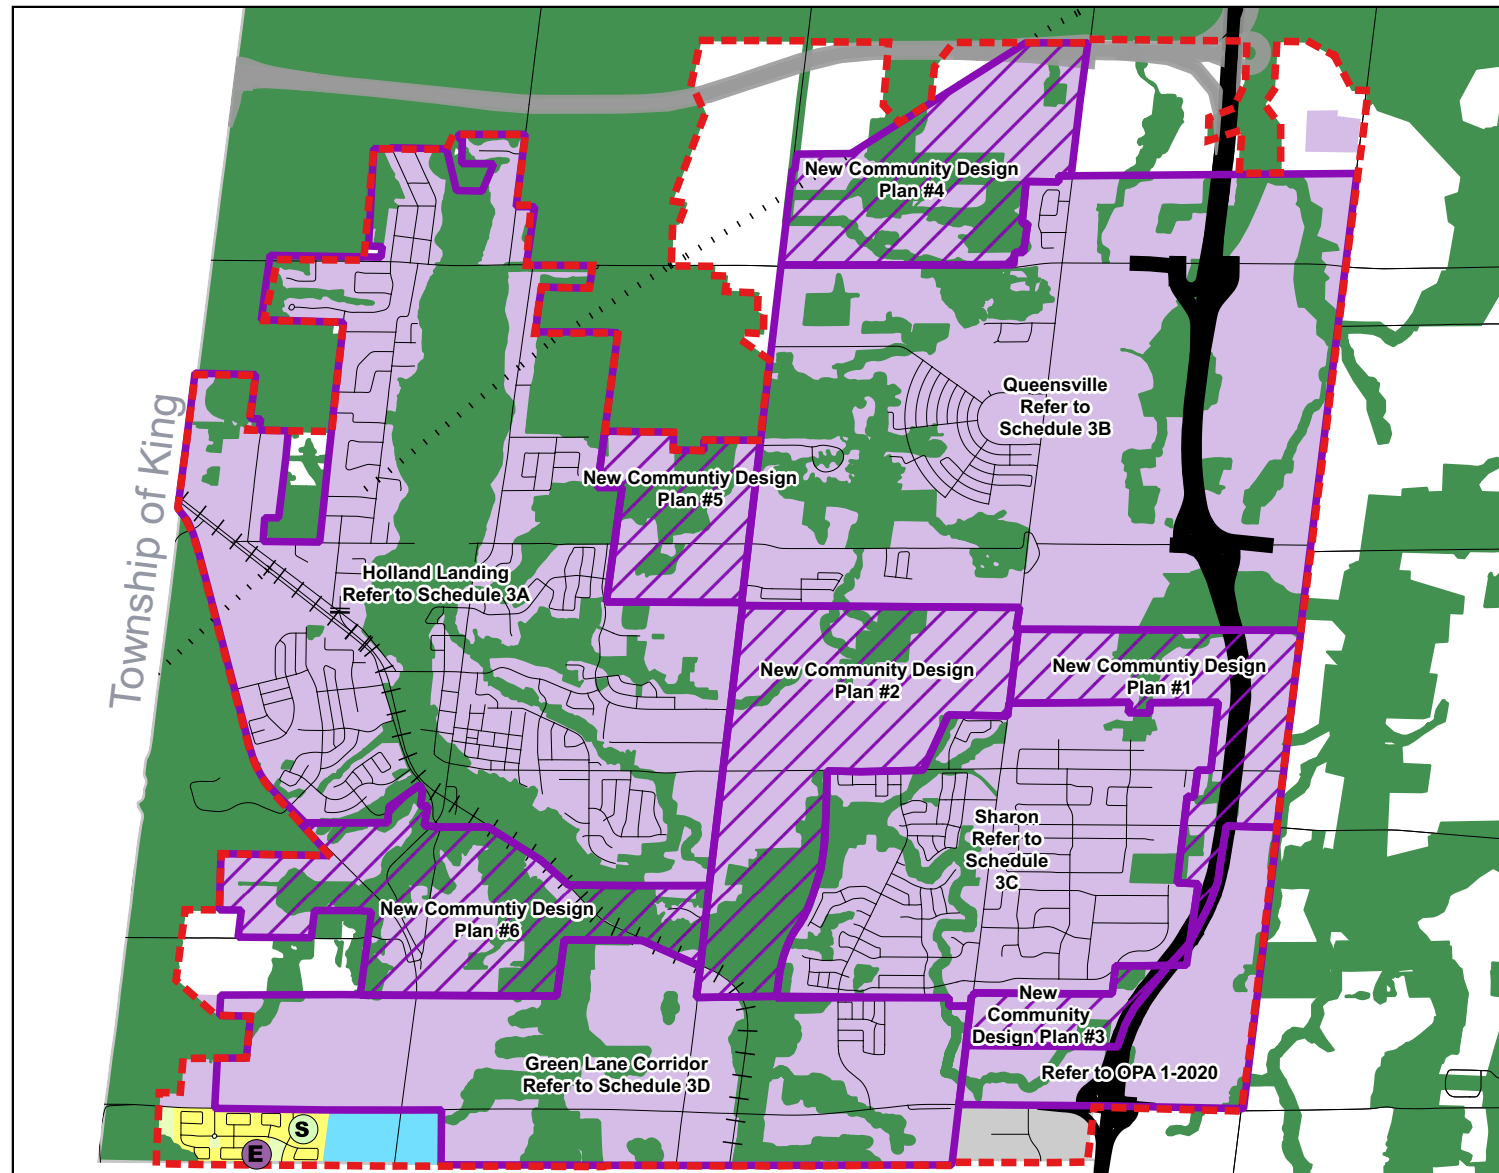 New Community Design
Plan #4
Queensville
Refer to
Schedule 3B
Township of King
New Communtiy Design
Plan #5
Holland Landing
Refer to Schedule 3A
New Community Design
Plan #2
New Communtiy Design
Plan #1
Sharon
Refer to
Schedule
3C
New Communtiy Design
Plan #6
New
Community
Design Plan #3
Green Lane Corridor
Refer to Schedule 3D
Refer to OPA 1-2020
S
E